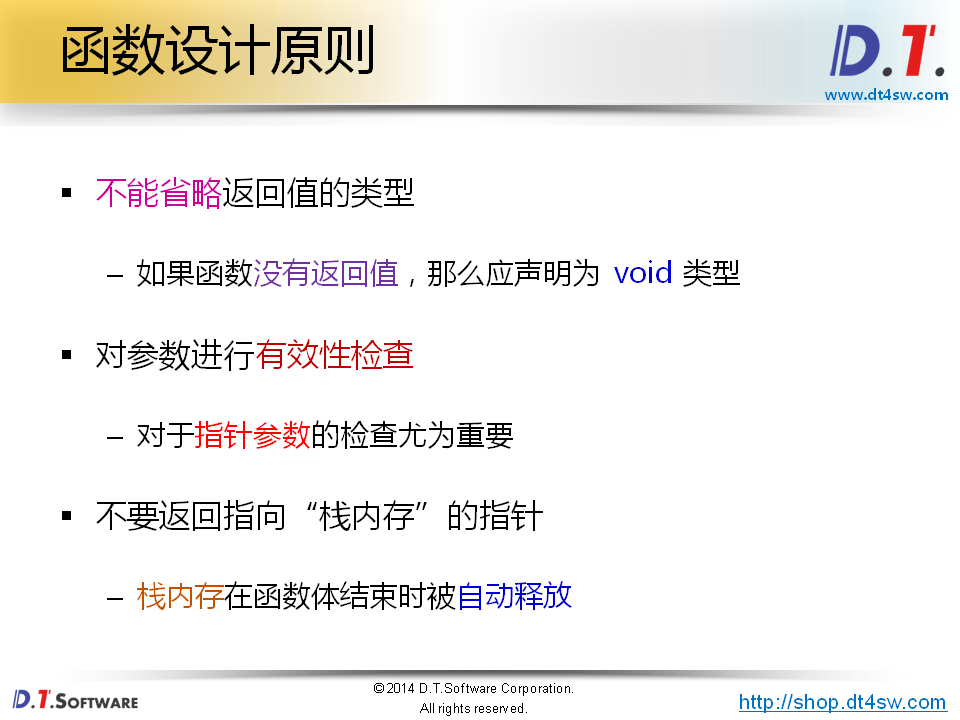 函数设计原则
D.T.
www.dt4sw.com
▪ 不能省略返回值的类型
– 如果函数没有返回值，那么应声明为 void 类型
▪ 对参数进行有效性检查
– 对于指针参数的检查尤为重要
▪ 不要返回指向“栈内存”的指针
– 栈内存在函数体结束时被自动释放
D.T.SOFTWARE
©2014 D.T.Software Corporation.
All rights reserved.
http://shop.dt4sw.com